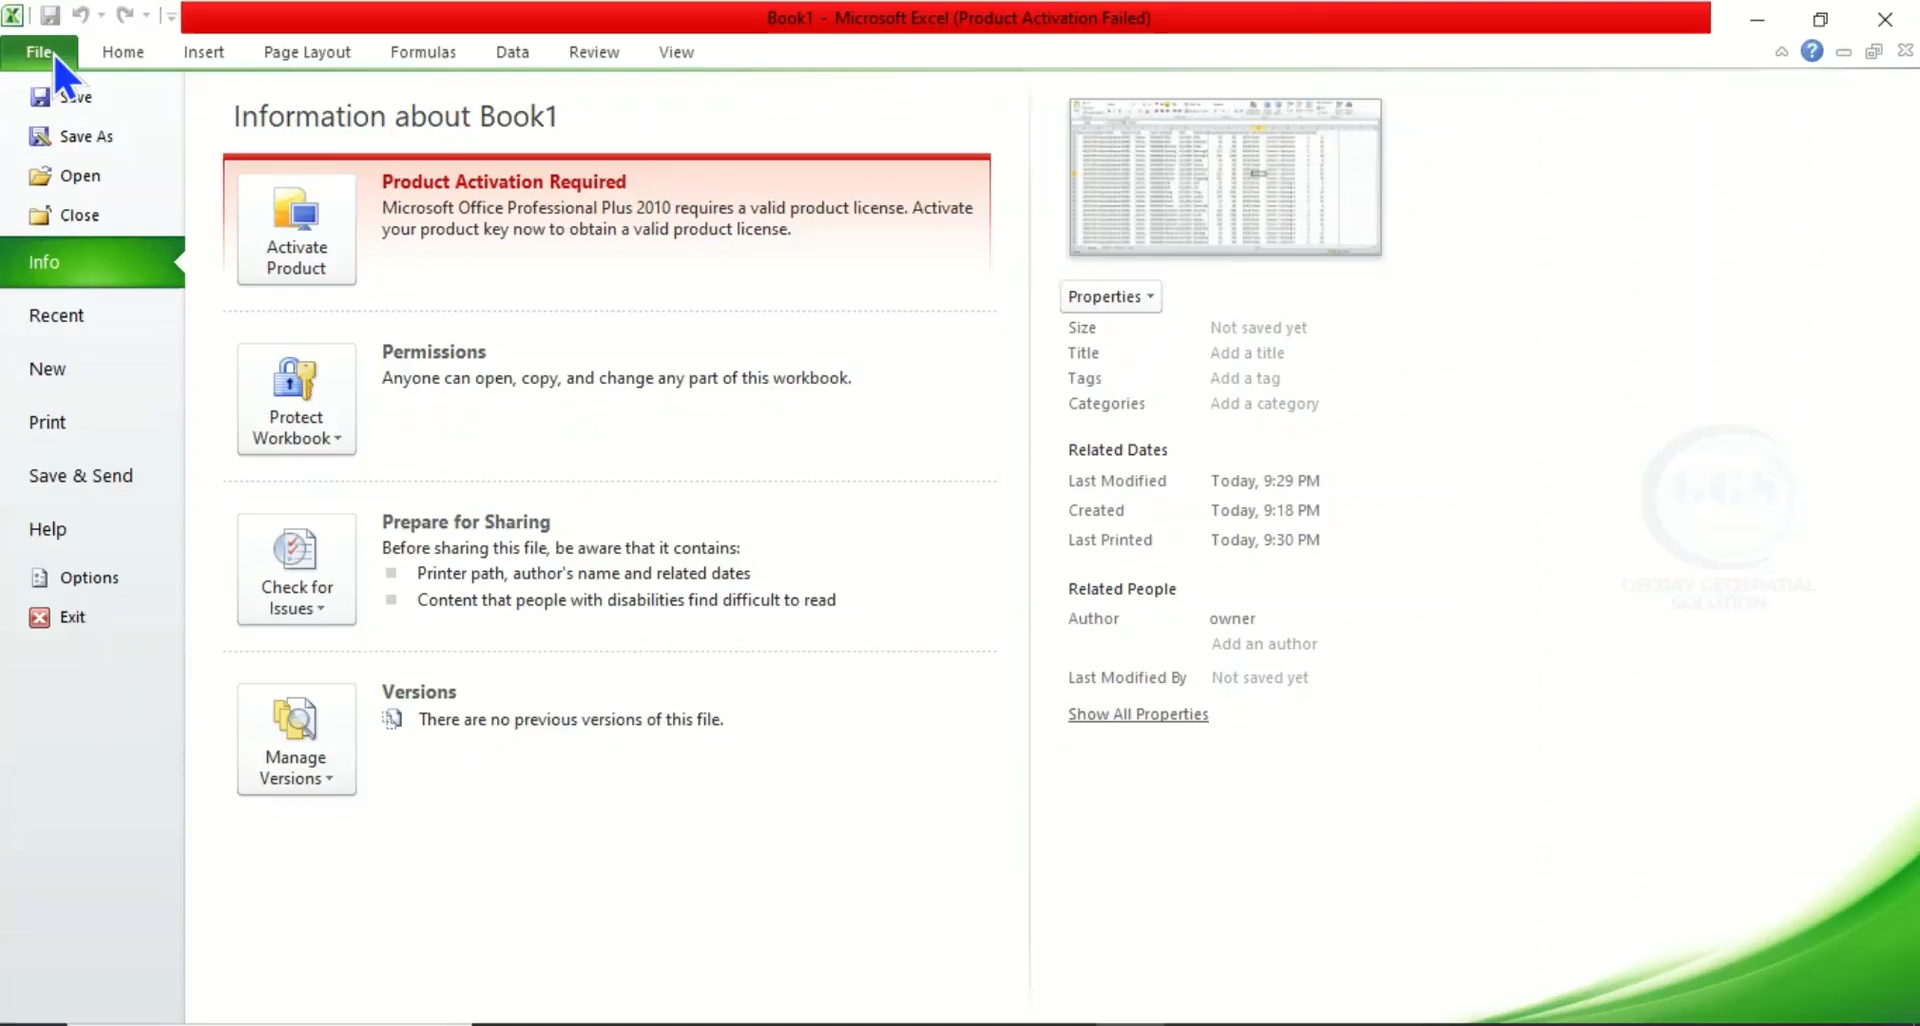 Book1 - Microsoft Excel (Product Activation Failed)
File
Home
Insert
Page Layout
Formulas
Data
Review
View
Save
Save As
Open
Close
Info
Recent
New
Print
Save & Send
Help
Options
Exit
Information about Book1
Activate
Product
Product Activation Required
Microsoft Office Professional Plus 2010 requires a valid product license. Activate
your product key now to obtain a valid product license.
Protect
Workbook
Permissions
Anyone can open, copy, and change any part of this workbook.
Check for
Issues
Prepare for Sharing
Before sharing this file, be aware that it contains:
Printer path, author's name and related dates
Content that people with disabilities find difficult to read
Manage
Versions
Versions
There are no previous versions of this file.
Properties
Size Not saved yet
Title Add a title
Tags Add a tag
Categories Add a category
Related Dates
Last Modified Today, 9:29 PM
Created Today, 9:18 PM
Last Printed Today, 9:30 PM
Related People
Author owner
Add an author
Last Modified By Not saved yet
Show All Properties
GEOSPATIAL
SOLUTION